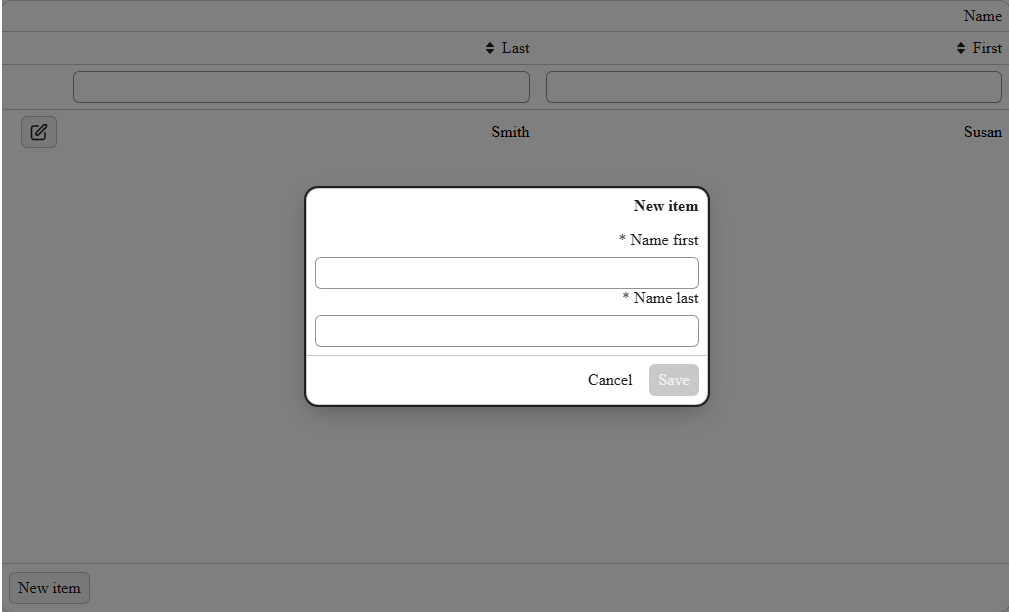 Name
Last First
Smith Susan
New item
* Name first
* Name last
Cancel Save
New item